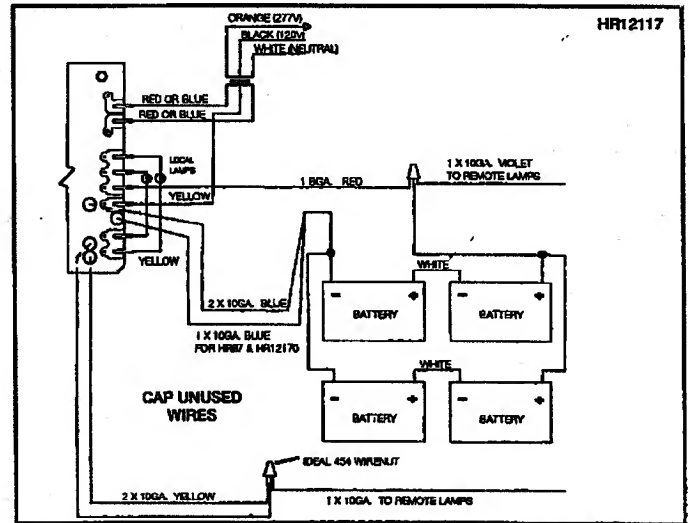 HR12117
ORANGE (277V)
BLACK (120V)
WHITE (NEUTRAL)
RED OR BLUE
RED OR BLUE
LOCAL
LAMPS
YELLOW
1 8GA. RED
1 X 10GA. VIOLET
TO REMOTE LAMPS
YELLOW
2 X 10GA. BLUE
1 X 10GA. BLUE
FOR HR87 & HR12170
WHITE
- +
BATTERY
- +
BATTERY
WHITE
- +
BATTERY
- +
BATTERY
CAP UNUSED
WIRES
IDEAL 454 WIRENUT
2 X 10GA. YELLOW
1 X 10GA. TO REMOTE LAMPS